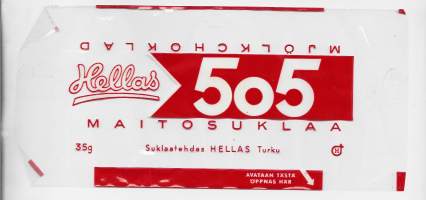 MJÖLKCHOKLAD
Hellas 505
MAITOSUKLAA
35g Suklaatehdas HELLAS Turku
AVATAAN TÄSTÄ
ÖPPNAS HÄR